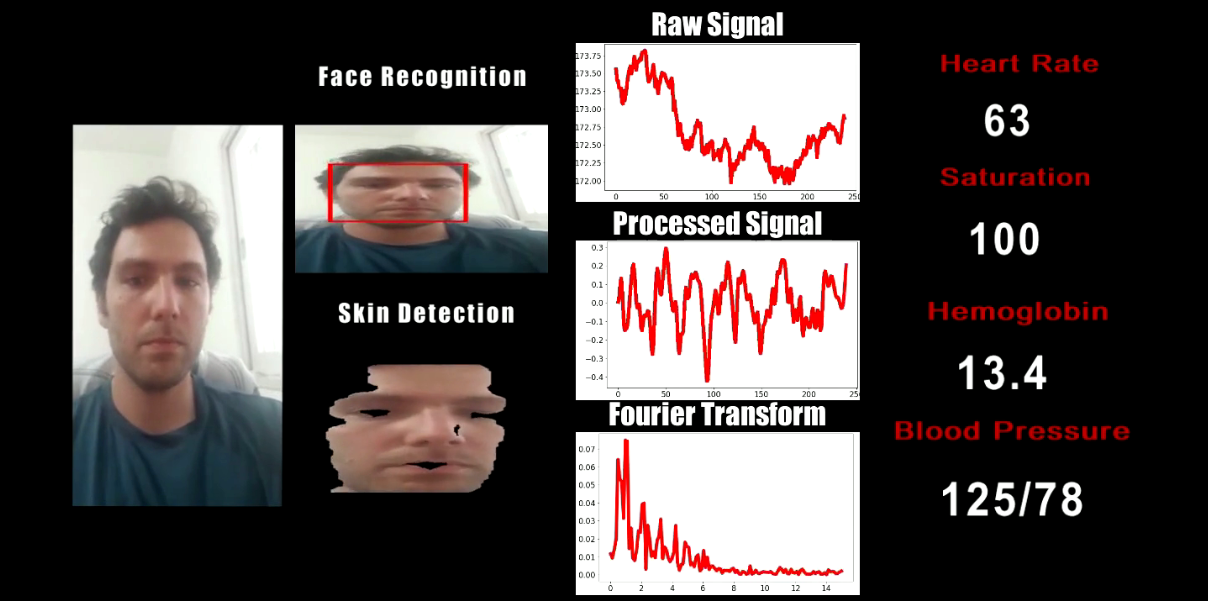 Raw Signal
Face Recognition
Heart Rate
63
Saturation
100
Skin Detection
Hemoglobin
13.4
Blood Pressure
125/78
173.75
173.50
173.25
173.00
172.75
172.50
172.25
172.00
0 50 100 150 200 250
Processed Signal
0.3
0.2
0.1
0.0
−0.1
−0.2
−0.3
−0.4
0 50 100 150 200 250
Fourier Transform
0.07
0.06
0.05
0.04
0.03
0.02
0.01
0.00
0 2 4 6 8 10 12 14